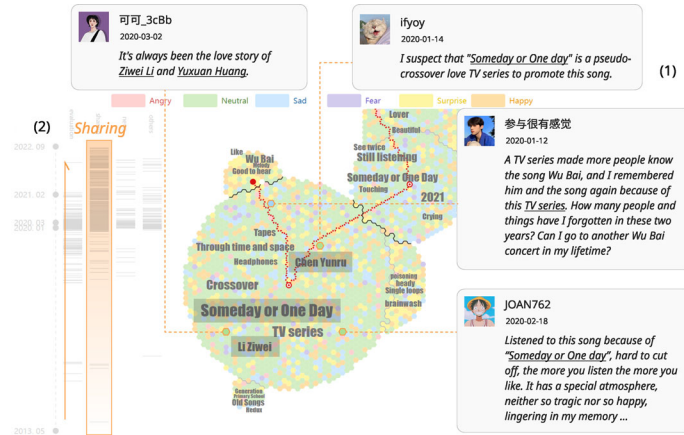 可可_3cBb
2020-03-02
It's always been the love story of
Ziwei Li and Yuxuan Huang.
ifyoy
2020-01-14
I suspect that "Someday or One day" is a pseudo-
crossover love TV series to promote this song.
(1)
Angry
Neutral
Sad
Fear
Surprise
Happy
(2)
Sharing
2022. 09
2021. 02
2020. 01
2013. 05
Lover
Beautiful
See twice
Still listening
Someday or One Day
Touching
2021
Crying
Like
Wu Bai
Melody
Good to hear
Tapes
Through time and space
Headphones
Chen Yunru
Crossover
poisoning
heady
Single loops
brainwash
Someday or One Day
TV series
Li Ziwei
Generation
Primary School
Old Songs
Redux
参与很有感觉
2020-01-12
A TV series made more people know
the song Wu Bai, and I remembered
him and the song again because of
this TV series. How many people and
things have I forgotten in these two
years? Can I go to another Wu Bai
concert in my lifetime?
JOAN762
2020-02-18
Listened to this song because of
“Someday or One day”, hard to cut
off, the more you listen the more you
like. It has a special atmosphere,
neither so tragic nor so happy,
lingering in my memory ...